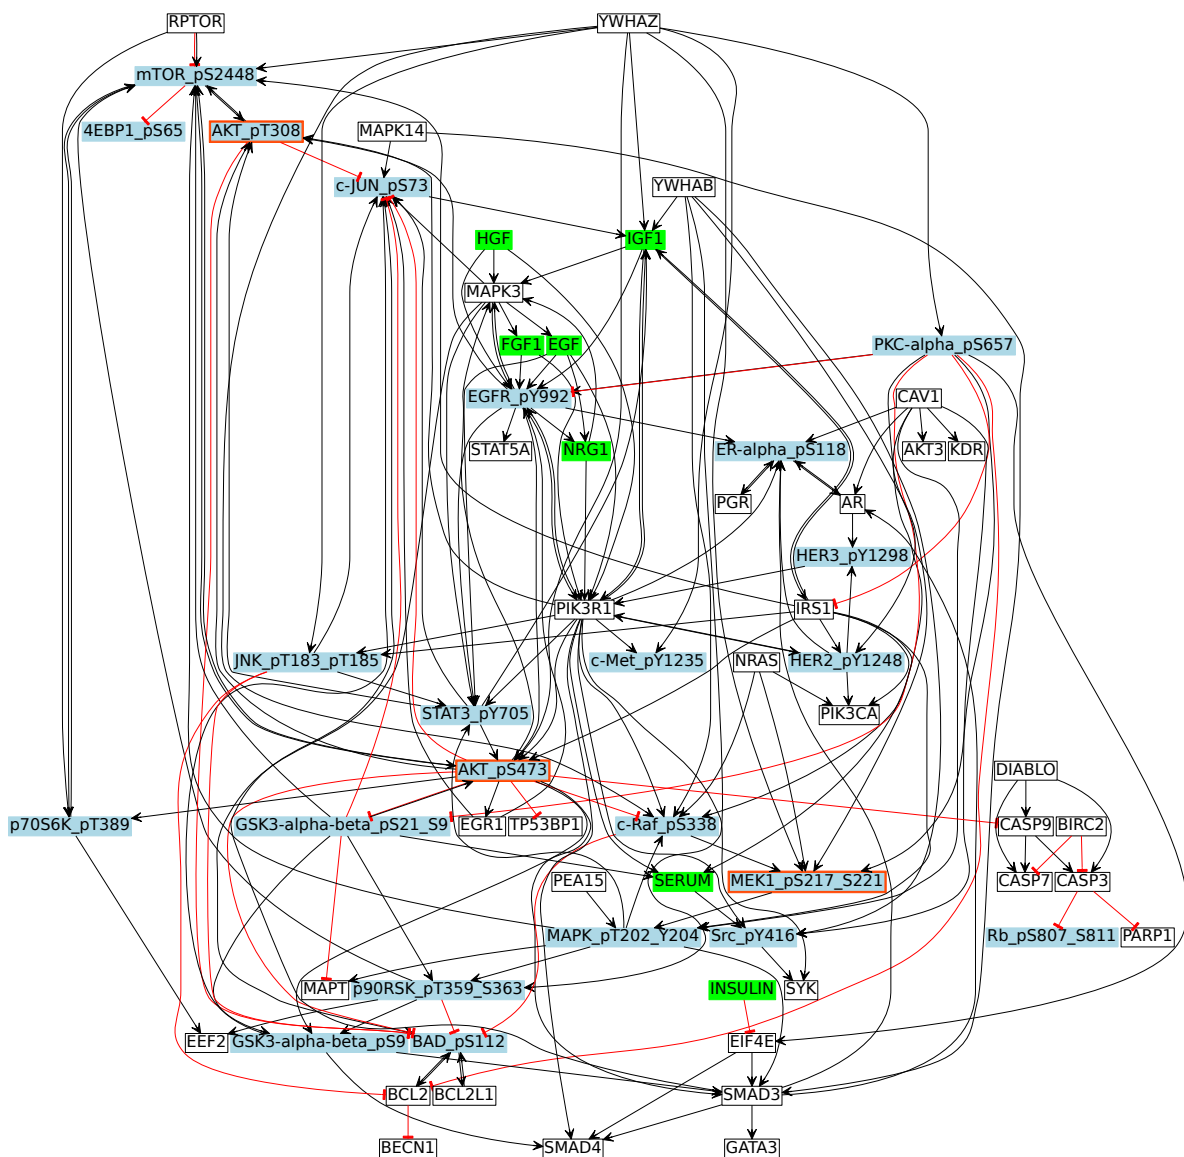 RPTOR YWHAZ
mTOR_pS2448
4EBP1_pS65 AKT_pT308 MAPK14
c-JUN_pS73 YWHAB
HGF IGF1
MAPK3
FGF1 EGF PKC-alpha_pS657
EGFR_pY992 CAV1
STAT5A NRG1 ER-alpha_pS118 AKT3 KDR
PGR AR
HER3_pY1298
PIK3R1 IRS1
JNK_pT183_pT185 c-Met_pY1235 NRAS HER2_pY1248
STAT3_pY705 PIK3CA
AKT_pS473 DIABLO
p70S6K_pT389 GSK3-alpha-beta_pS21_S9 EGR1 TP53BP1 c-Raf_pS338 CASP9 BIRC2
PEA15 SERUM MEK1_pS217_S221 CASP7 CASP3
MAPK_pT202_Y204 Src_pY416 Rb_pS807_S811 PARP1
MAPT p90RSK_pT359_S363 INSULIN SYK
EEF2 GSK3-alpha-beta_pS9 BAD_pS112 EIF4E
BCL2 BCL2L1 SMAD3
BECN1 SMAD4 GATA3